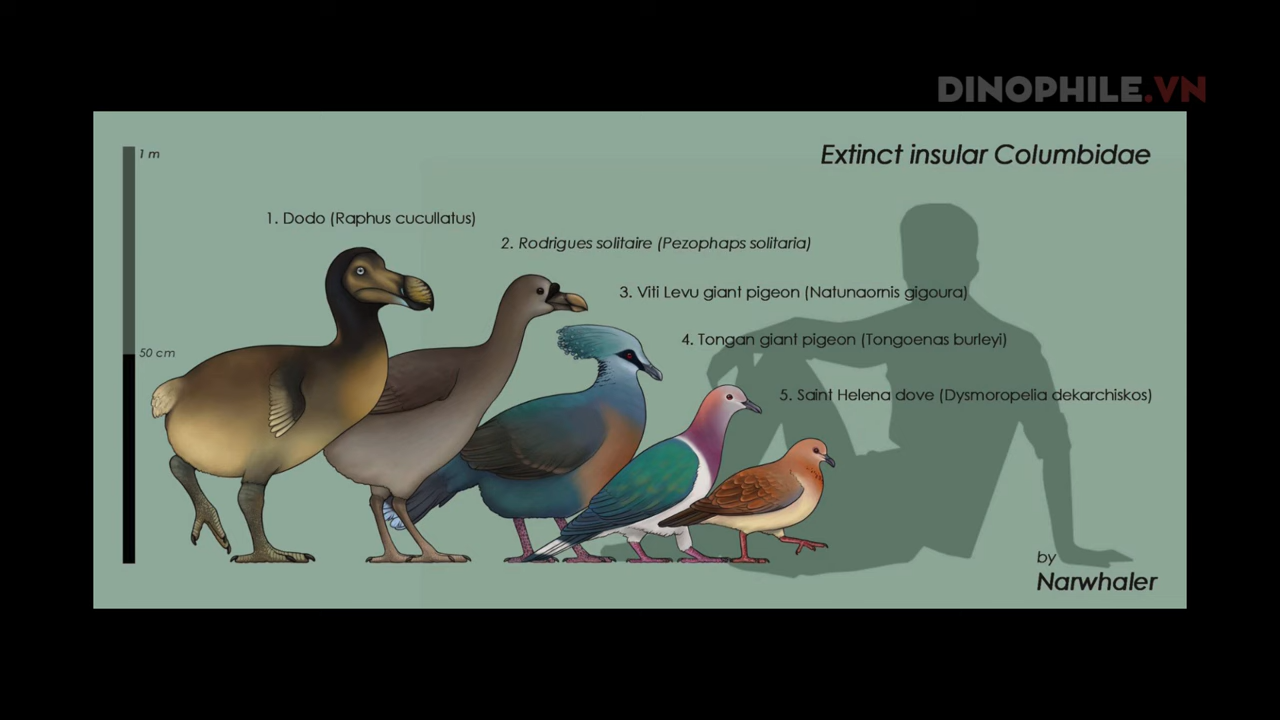 DINOPHILE.VN
Extinct insular Columbidae
1 m
1. Dodo (Raphus cucullatus)
2. Rodrigues solitaire (Pezophaps solitaria)
3. Viti Levu giant pigeon (Natunaornis gigoura)
4. Tongan giant pigeon (Tongoenas burleyi)
50 cm
5. Saint Helena dove (Dysmoropelia dekarchiskos)
by
Narwhaler